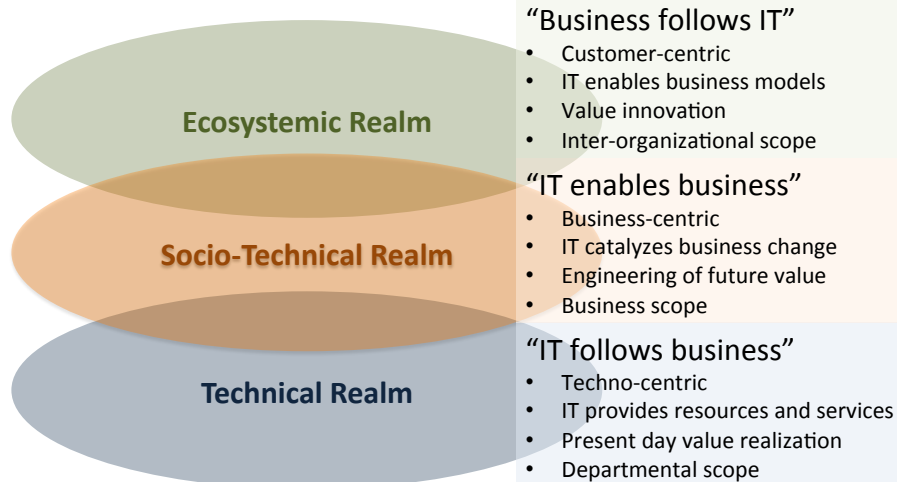 “Business follows IT”
• Customer-centric
• IT enables business models
• Value innovation
• Inter-organizational scope
Ecosystemic Realm
“IT enables business”
• Business-centric
• IT catalyzes business change
• Engineering of future value
• Business scope
Socio-Technical Realm
“IT follows business”
• Techno-centric
• IT provides resources and services
• Present day value realization
• Departmental scope
Technical Realm